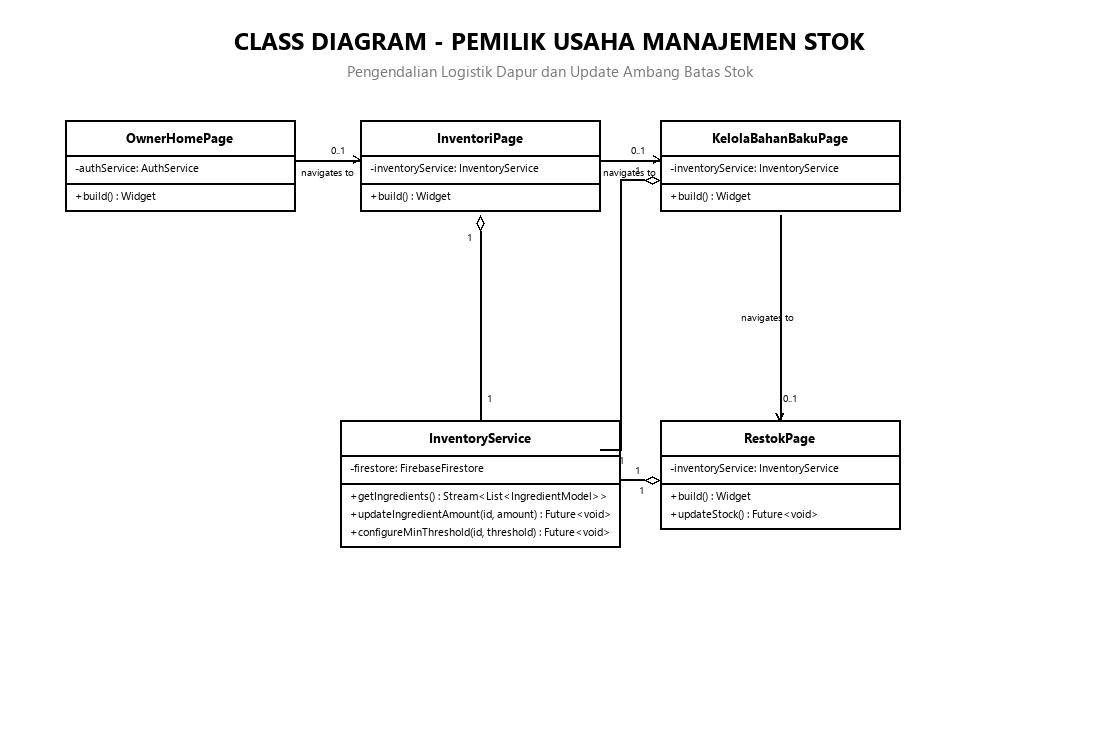 CLASS DIAGRAM - PEMILIK USAHA MANAJEMEN STOK
Pengendalian Logistik Dapur dan Update Ambang Batas Stok
OwnerHomePage
-authService: AuthService
+build() : Widget
0..1
navigates to
InventoriPage
-inventoryService: InventoryService
+build() : Widget
0..1
navigates to
1
KelolaBahanBakuPage
-inventoryService: InventoryService
+build() : Widget
1
navigates to
1
0..1
InventoryService
-firestore: FirebaseFirestore
+getIngredients() : Stream<List<IngredientModel>>
+updateIngredientAmount(id, amount) : Future<void>
+configureMinThreshold(id, threshold) : Future<void>
1
1
1
RestokPage
-inventoryService: InventoryService
+build() : Widget
+updateStock() : Future<void>